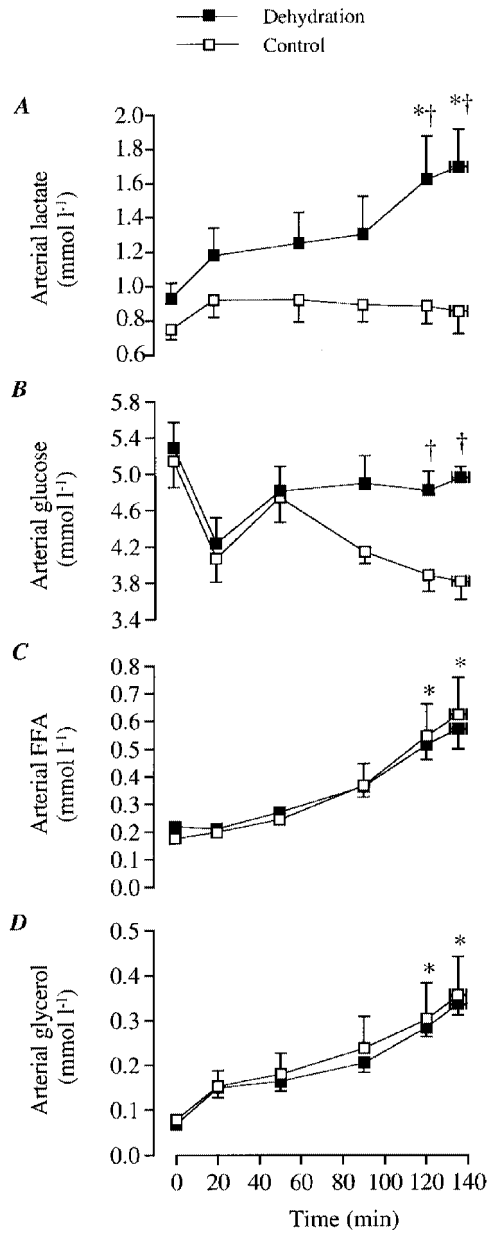 Dehydration
Control
A
*† *†
Arterial lactate
(mmol l⁻¹)
2.0
1.8
1.6
1.4
1.2
1.0
0.8
0.6
B
† †
Arterial glucose
(mmol l⁻¹)
5.8
5.4
5.0
4.6
4.2
3.8
3.4
C
* *
Arterial FFA
(mmol l⁻¹)
0.8
0.7
0.6
0.5
0.4
0.3
0.2
0.1
0.0
D
* *
Arterial glycerol
(mmol l⁻¹)
0.5
0.4
0.3
0.2
0.1
0.0
0 20 40 60 80 100 120 140
Time (min)